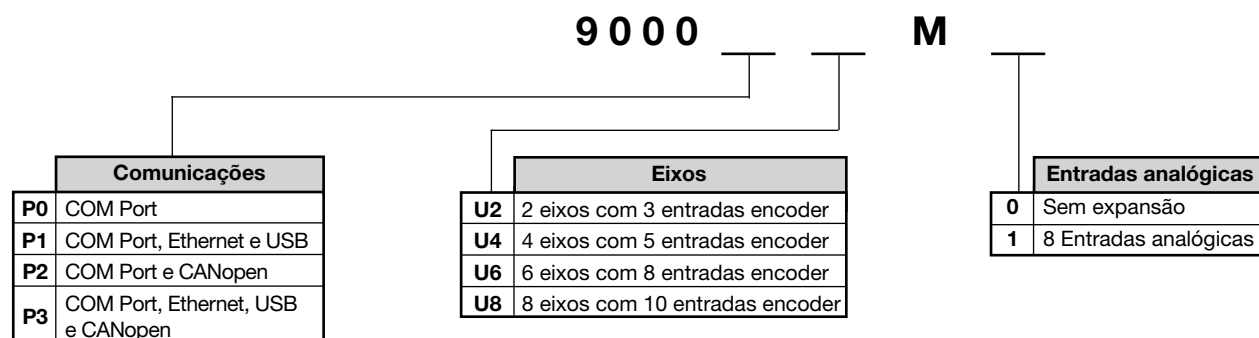 9000 __ __ M __
Comunicações
P0 COM Port
P1 COM Port, Ethernet e USB
P2 COM Port e CANopen
P3 COM Port, Ethernet, USB
e CANopen
Eixos
U2 2 eixos com 3 entradas encoder
U4 4 eixos com 5 entradas encoder
U6 6 eixos com 8 entradas encoder
U8 8 eixos com 10 entradas encoder
Entradas analógicas
0 Sem expansão
1 8 Entradas analógicas